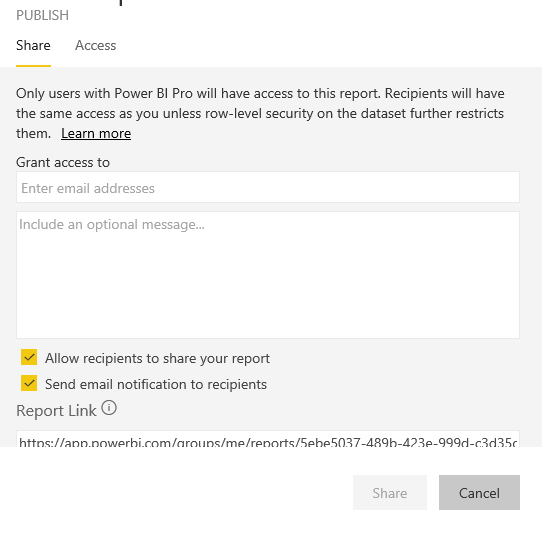 PUBLISH
Share Access
Only users with Power BI Pro will have access to this report. Recipients will have
the same access as you unless row-level security on the dataset further restricts
them. Learn more
Grant access to
Enter email addresses
Include an optional message...
Allow recipients to share your report
Send email notification to recipients
Report Link
https://app.powerbi.com/groups/me/reports/5ebe5037-489b-423e-999d-c3d35c
Share Cancel